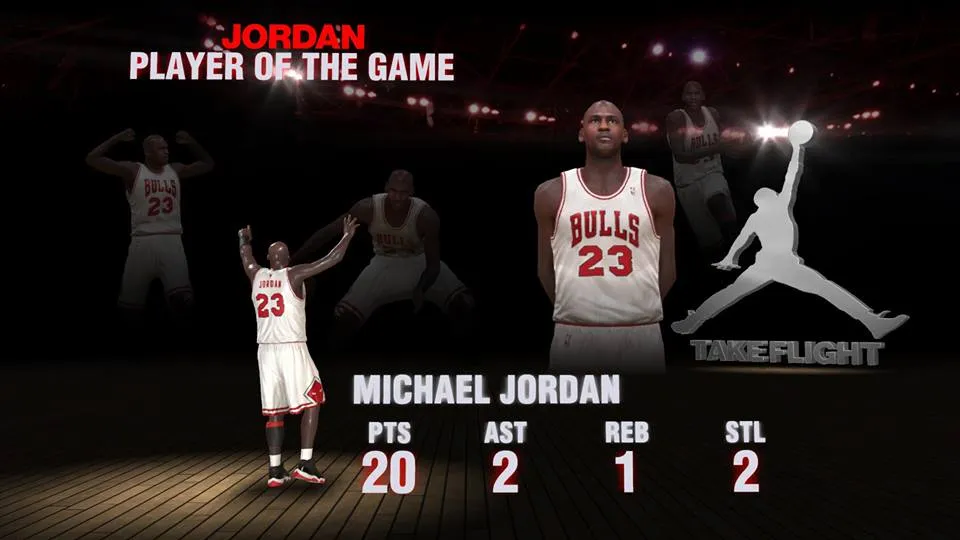 JORDAN
PLAYER OF THE GAME
BULLS
23
BULLS
BULLS
BULLS
23
JORDAN
23
TAKEFLIGHT
MICHAEL JORDAN
PTS AST REB STL
20 2 1 2